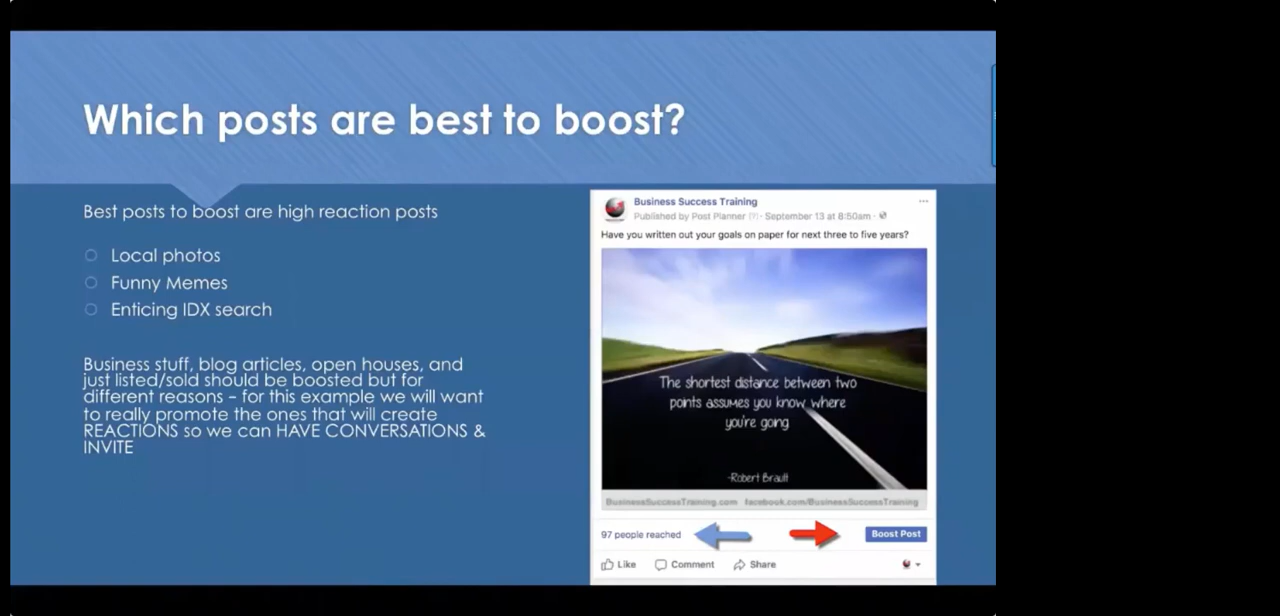 Which posts are best to boost?
Best posts to boost are high reaction posts
Local photos
Funny Memes
Enticing IDX search
Business stuff, blog articles, open houses, and
just listed/sold should be boosted but for
different reasons – for this example we will want
to really promote the ones that will create
REACTIONS so we can HAVE CONVERSATIONS &
INVITE
Business Success Training
Published by Post Planner [?] · September 13 at 8:50am ·
Have you written out your goals on paper for next three to five years?
The shortest distance between two
points assumes you know where
you're going
-Robert Brault
BusinessSuccessTraining.com facebook.com/BusinessSuccessTraining
97 people reached
Boost Post
Like Comment Share